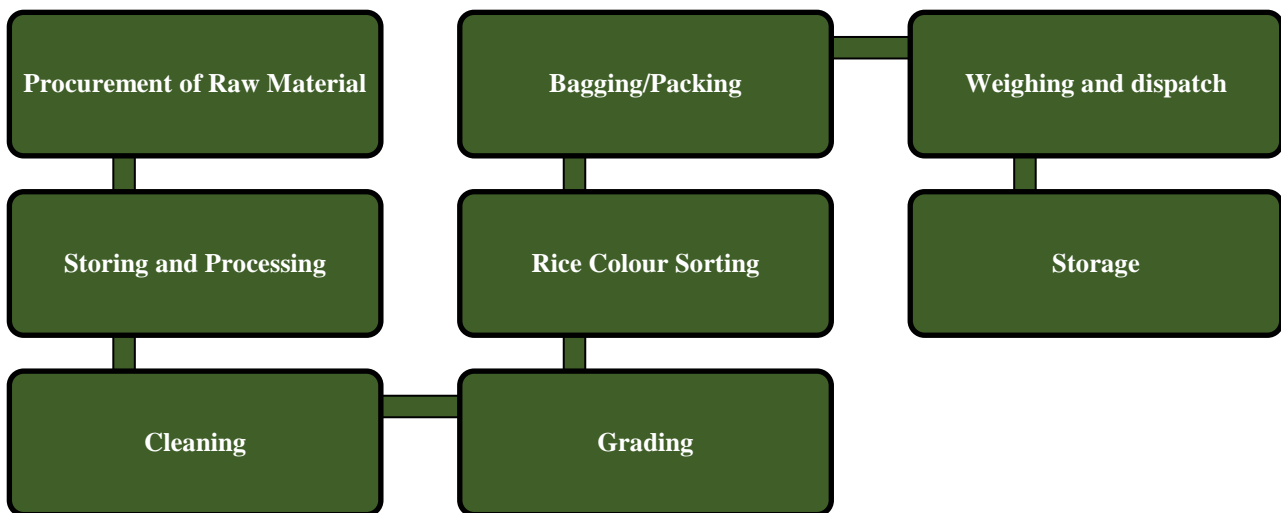 Procurement of Raw Material
Storing and Processing
Cleaning
Grading
Rice Colour Sorting
Bagging/Packing
Weighing and dispatch
Storage